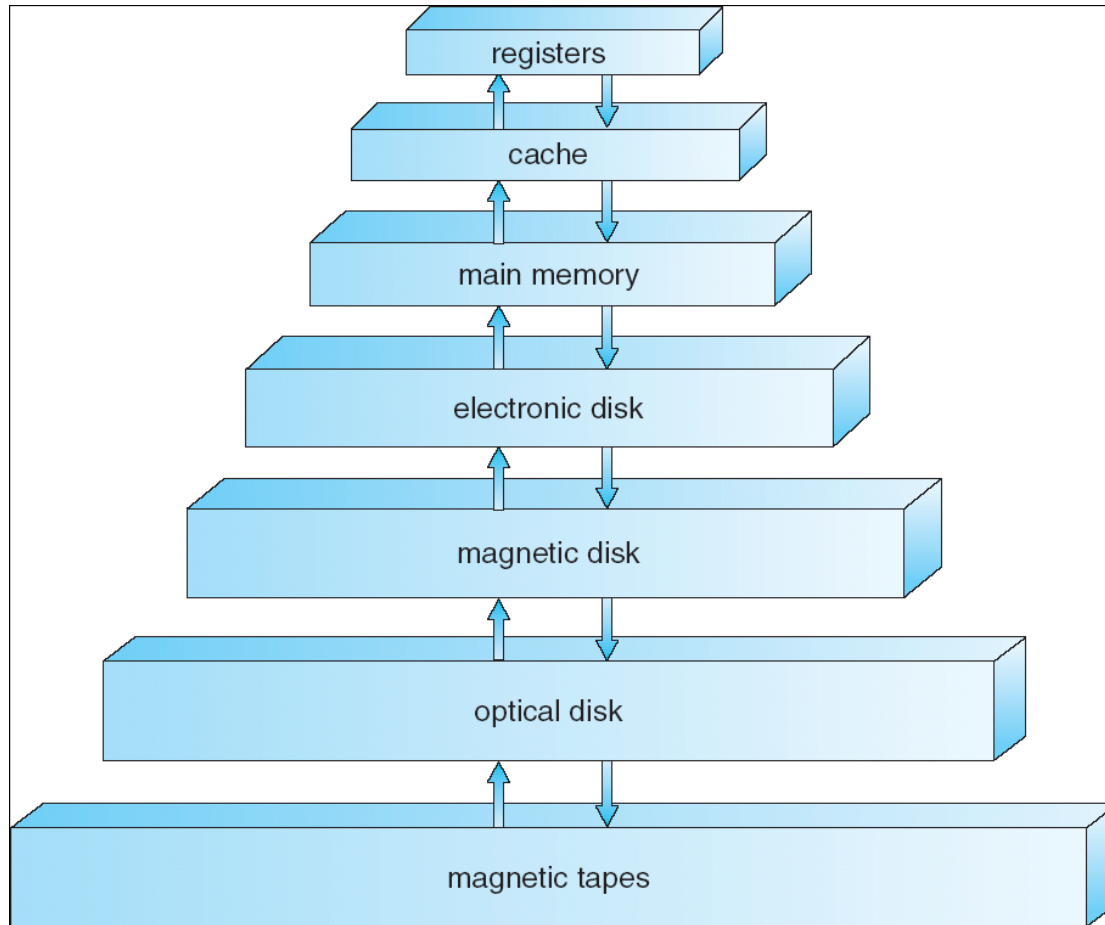 registers
cache
main memory
electronic disk
magnetic disk
optical disk
magnetic tapes